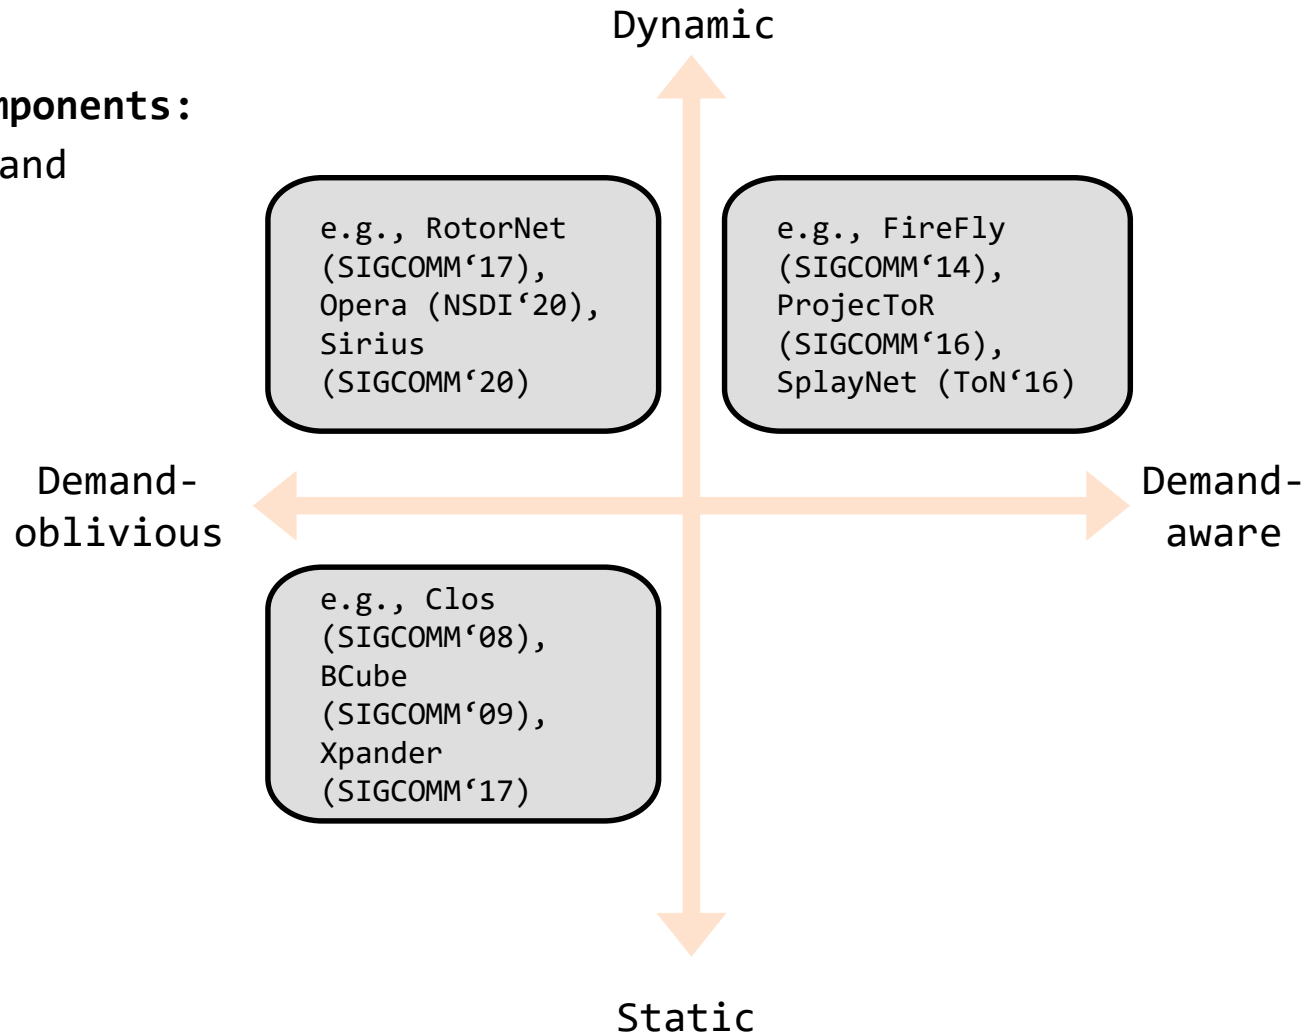 Dynamic
mponents:
and
e.g., RotorNet
(SIGCOMM‘17),
Opera (NSDI‘20),
Sirius
(SIGCOMM‘20)
e.g., FireFly
(SIGCOMM‘14),
ProjecToR
(SIGCOMM‘16),
SplayNet (ToN‘16)
Demand-
oblivious
Demand-
aware
e.g., Clos
(SIGCOMM‘08),
BCube
(SIGCOMM‘09),
Xpander
(SIGCOMM‘17)
Static